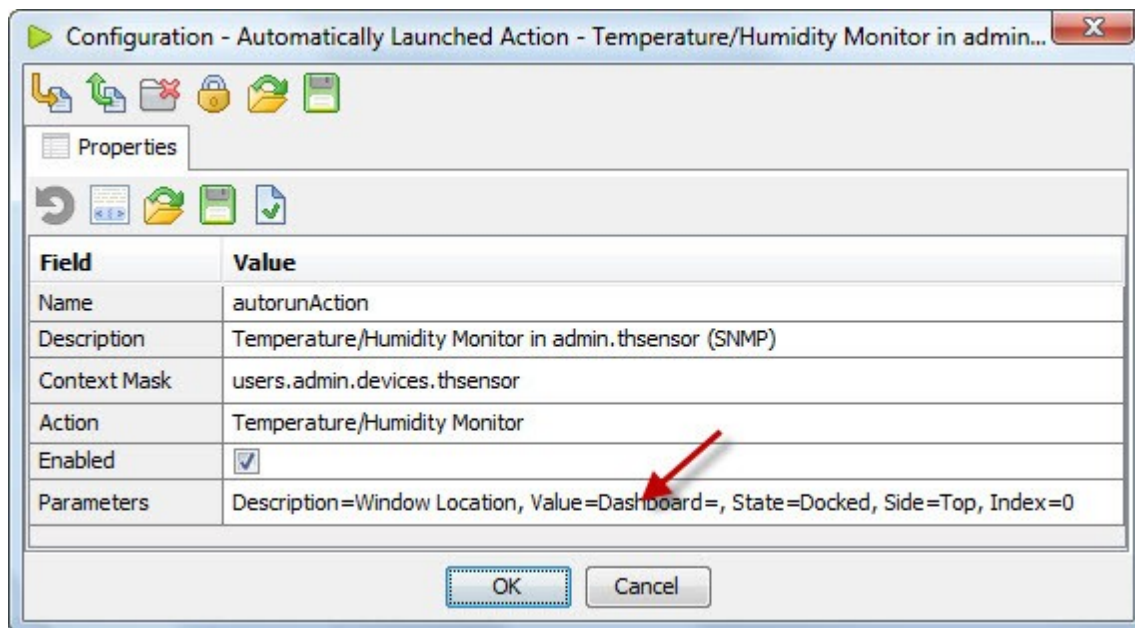 Configuration - Automatically Launched Action - Temperature/Humidity Monitor in admin...
Properties
Field Value
Name autorunAction
Description Temperature/Humidity Monitor in admin.thsensor (SNMP)
Context Mask users.admin.devices.thsensor
Action Temperature/Humidity Monitor
Enabled
Parameters Description=Window Location, Value=Dashboard=, State=Docked, Side=Top, Index=0
OK Cancel